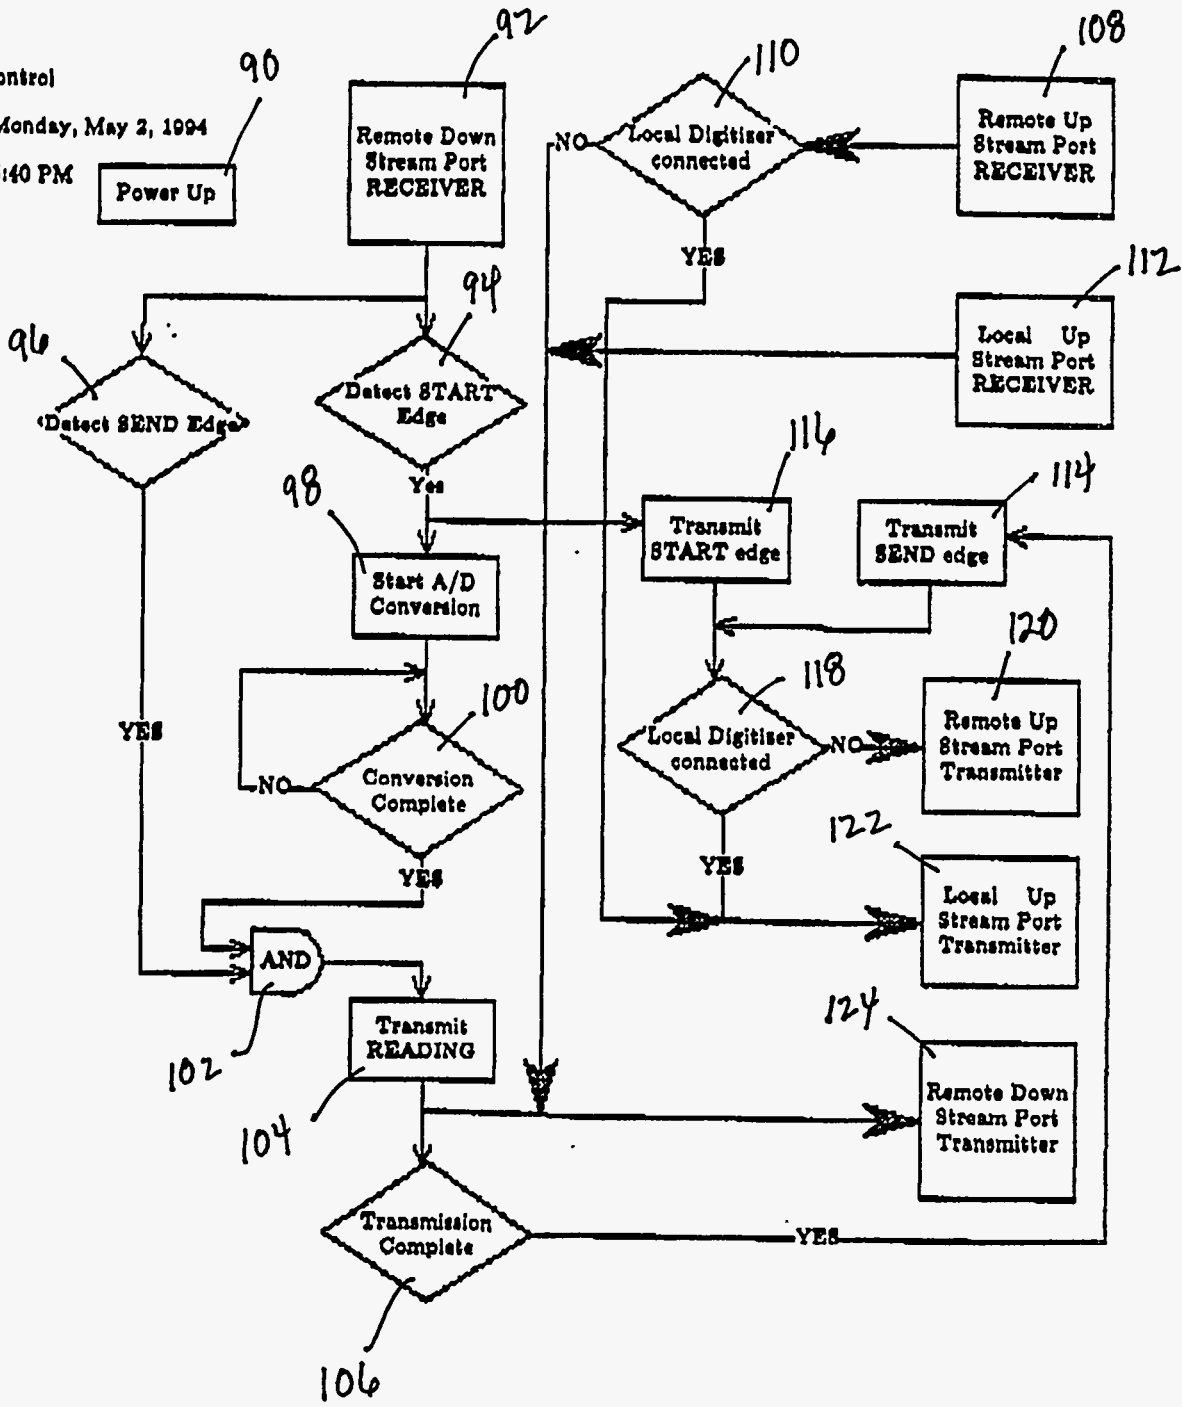 ontrol
Monday, May 2, 1994
:40 PM
90
Power Up
92
Remote Down
Stream Port
RECEIVER
110
Local Digitizer
connected
NO
YES
108
Remote Up
Stream Port
RECEIVER
112
Local Up
Stream Port
RECEIVER
96
Detect SEND Edge
94
Detect START
Edge
Yes
98
Start A/D
Conversion
116
Transmit
START edge
114
Transmit
SEND edge
100
Conversion
Complete
NO
YES
YES
118
Local Digitizer
connected
NO
YES
120
Remote Up
Stream Port
Transmitter
122
Local Up
Stream Port
Transmitter
AND
102
Transmit
READING
104
124
Remote Down
Stream Port
Transmitter
Transmission
Complete
YES
106